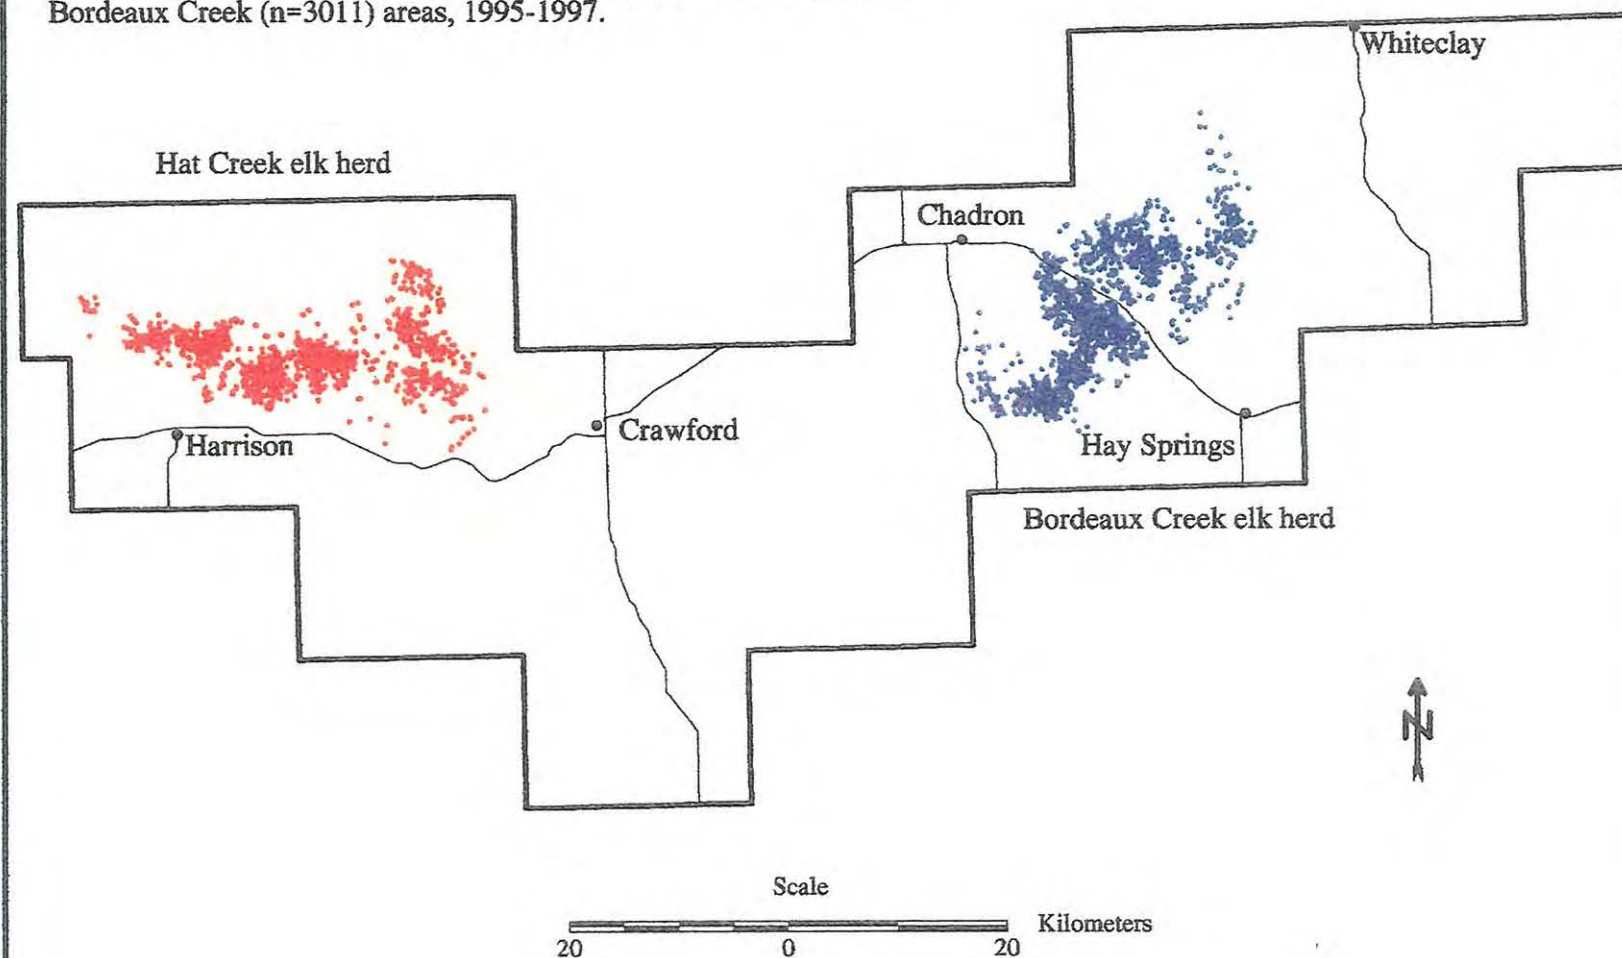 Bordeaux Creek (n=3011) areas, 1995-1997.
Whiteclay
Hat Creek elk herd
Chadron
Crawford
Harrison
Hay Springs
Bordeaux Creek elk herd
N
Scale
Kilometers
20 0 20